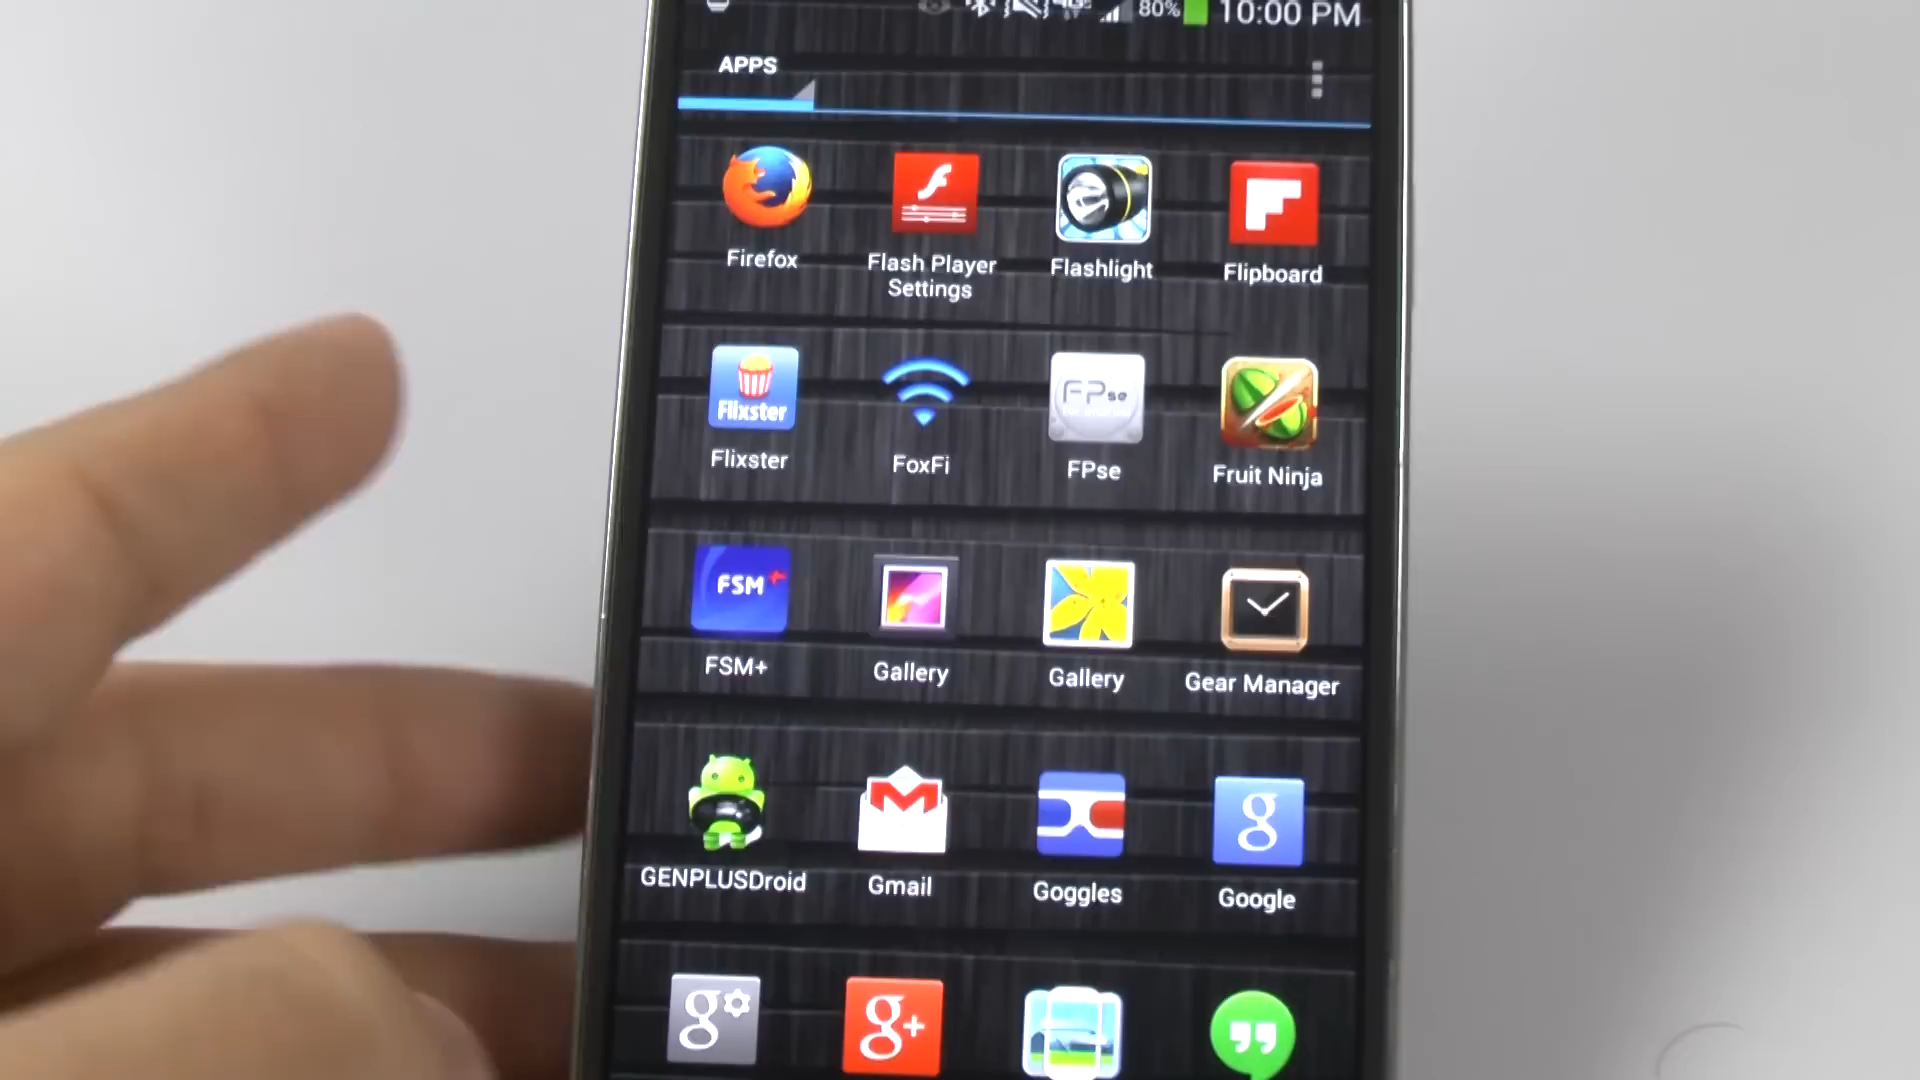 80% 10:00 PM
APPS
Firefox
Flash Player
Settings
Flashlight
Flipboard
Flixster
Flixster
FoxFi
FPse
FPse
Fruit Ninja
FSM+
FSM+
Gallery
Gallery
Gear Manager
GENPLUSDroid
Gmail
Goggles
g
Google
g
g+